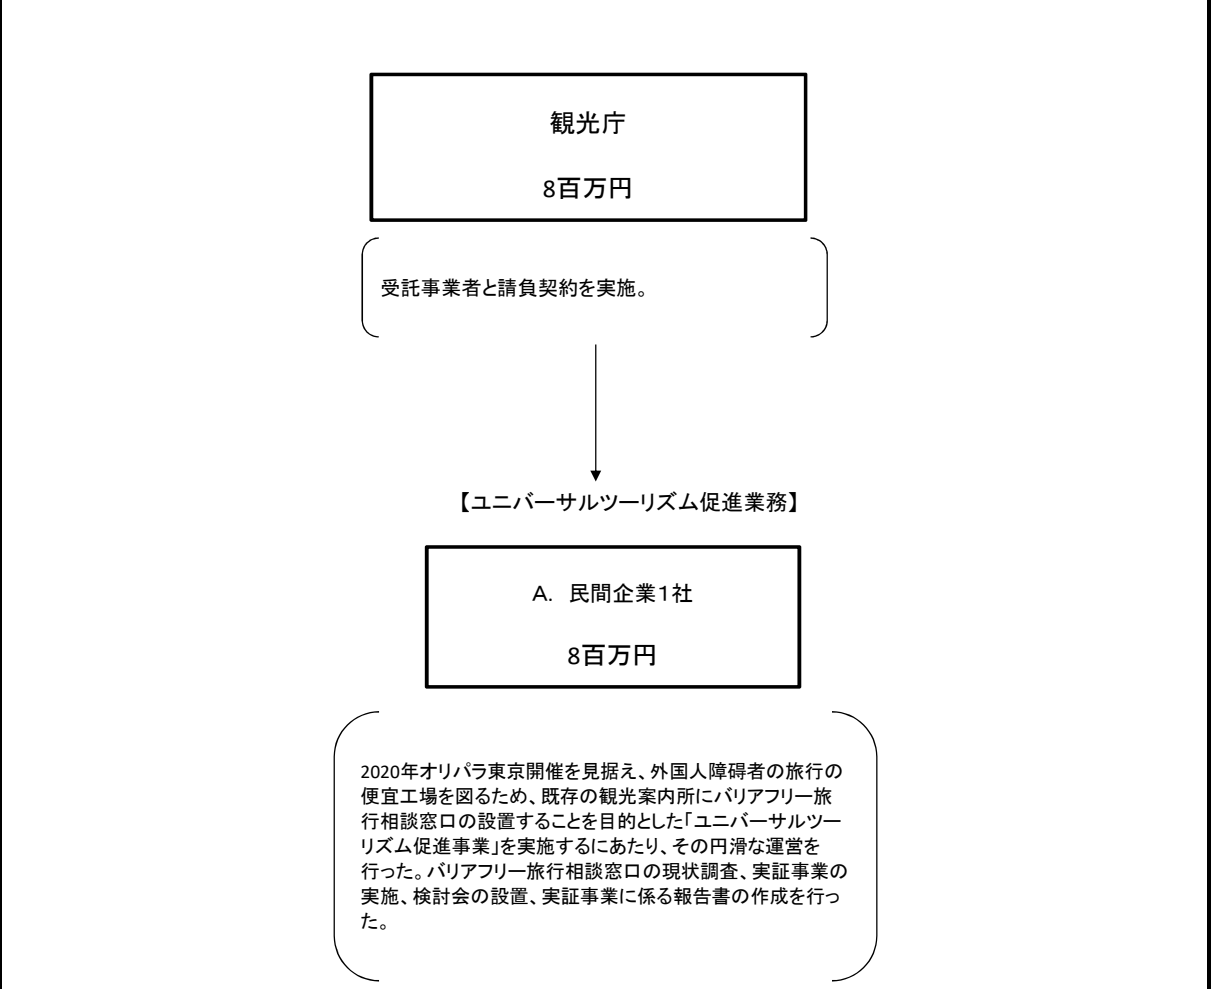 観光庁
8百万円
受託事業者と請負契約を実施。
【ユニバーサルツーリズム促進業務】
A. 民間企業1社
8百万円
2020年オリパラ東京開催を見据え、外国人障碍者の旅行の
便宜工場を図るため、既存の観光案内所にバリアフリー旅
行相談窓口の設置することを目的とした「ユニバーサルツー
リズム促進事業」を実施するにあたり、その円滑な運営を
行った。バリアフリー旅行相談窓口の現状調査、実証事業の
実施、検討会の設置、実証事業に係る報告書の作成を行っ
た。